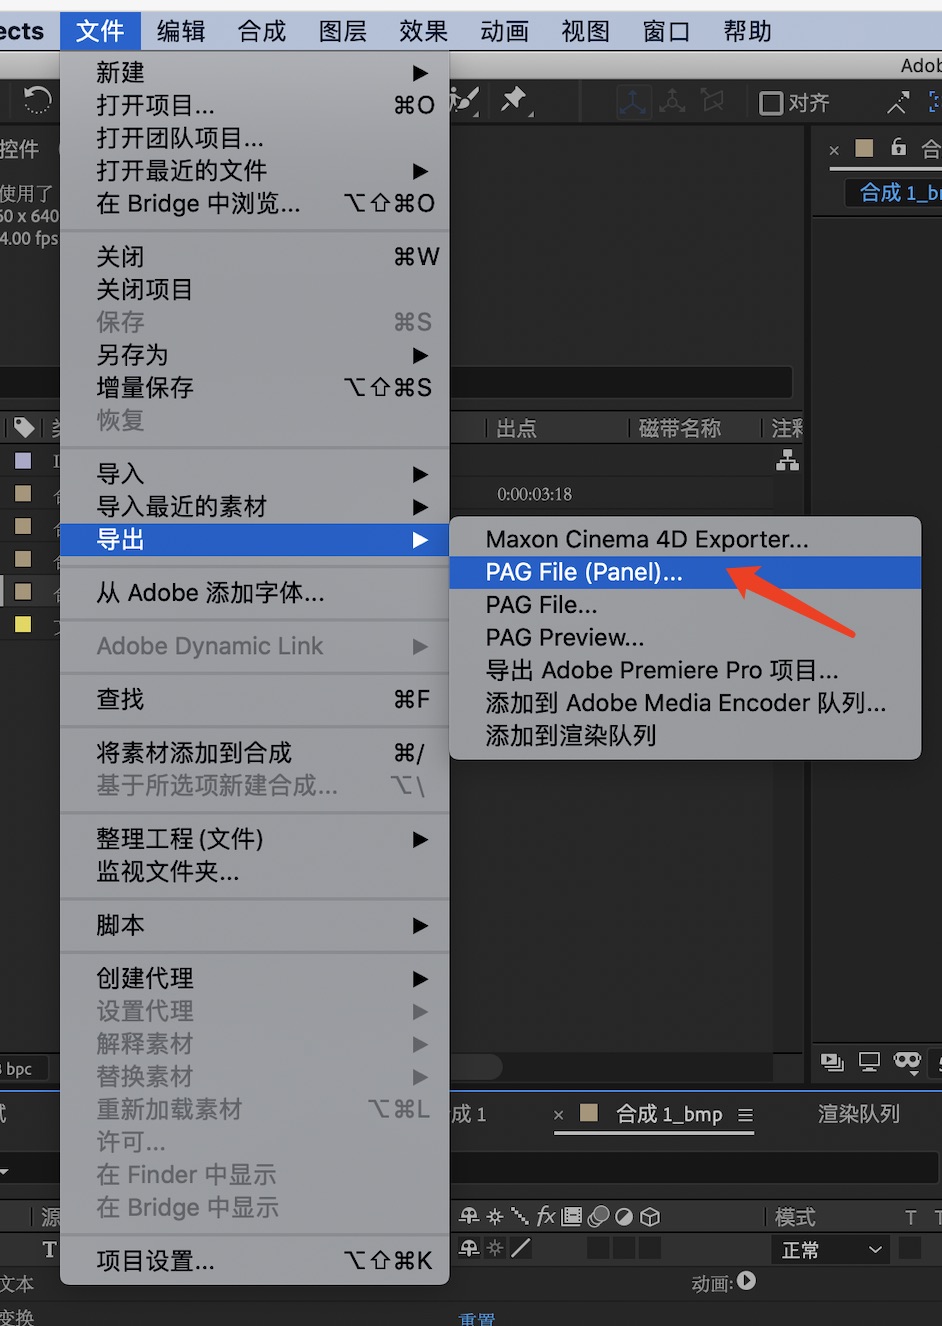 ects 文件 编辑 合成 图层 效果 动画 视图 窗口 帮助
Adob
新建
打开项目... ⌘O
对齐
打开团队项目...
控件
合
打开最近的文件
使用了
合成 1_b
在 Bridge 中浏览... ⌥⇧⌘O
x 640
4.00 fps
关闭 ⌘W
关闭项目
保存 ⌘S
另存为
增量保存 ⌥⇧⌘S
恢复
出点 磁带名称 注释
导入
0:00:03:18
导入最近的素材
导出
Maxon Cinema 4D Exporter...
PAG File (Panel)...
PAG File...
PAG Preview...
导出 Adobe Premiere Pro 项目...
添加到 Adobe Media Encoder 队列...
添加到渲染队列
从 Adobe 添加字体...
Adobe Dynamic Link
查找 ⌘F
将素材添加到合成 ⌘/
基于所选项新建合成... ⌥\
整理工程 (文件)
监视文件夹...
脚本
创建代理
设置代理
解释素材
替换素材
bpc
重新加载素材 ⌥⌘L
成 1 × 合成 1_bmp 渲染队列
许可...
在 Finder 中显示
在 Bridge 中显示
源
fx
模式 T
项目设置... ⌥⇧⌘K
T
正常
文本
动画:
变换
重置